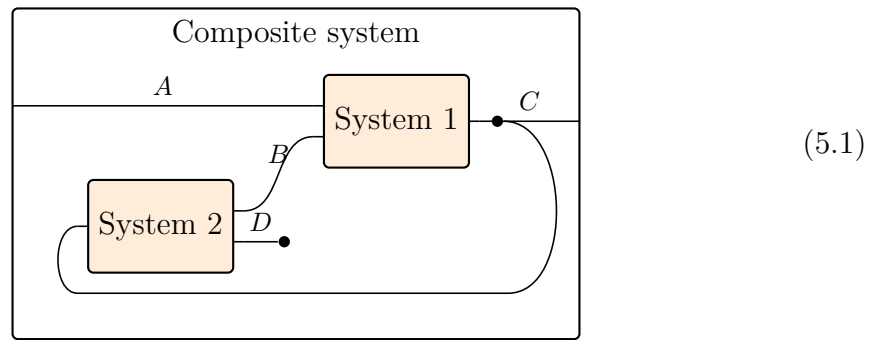 Composite system
A
C
System 1
(5.1)
B
System 2
D